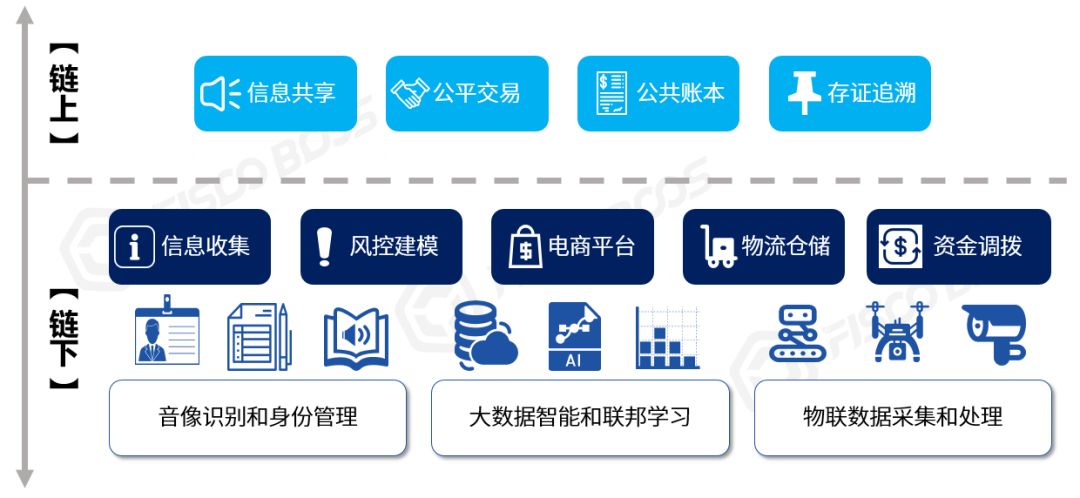 【链上】
信息共享
公平交易
公共账本
存证追溯
FISCO BCOS
【链下】
信息收集
风控建模
电商平台
物流仓储
资金调拨
AI
音像识别和身份管理
大数据智能和联邦学习
物联数据采集和处理